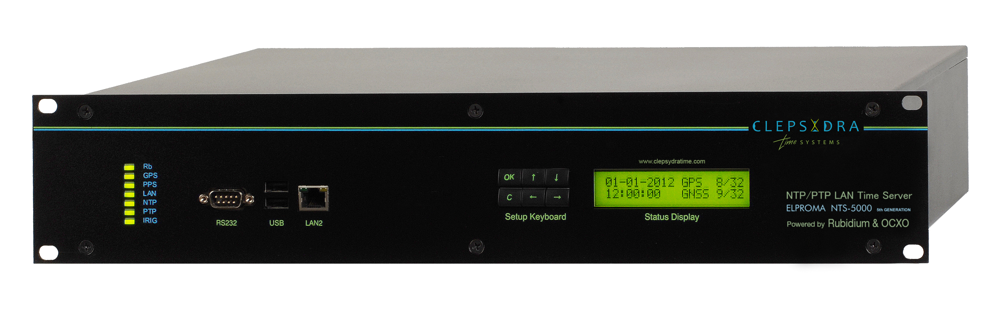 CLEPSYDRA
time SYSTEMS
www.clepsydratime.com
Rb
GPS
PPS
LAN
NTP
PTP
IRIG
RS232
USB
LAN2
OK ↑ ↓
C ← →
Setup Keyboard
01-01-2012 GPS 8/32
12:00:00 GNSS 9/32
Status Display
NTP/PTP LAN Time Server
ELPROMA NTS-5000 5th GENERATION
Powered by Rubidium & OCXO